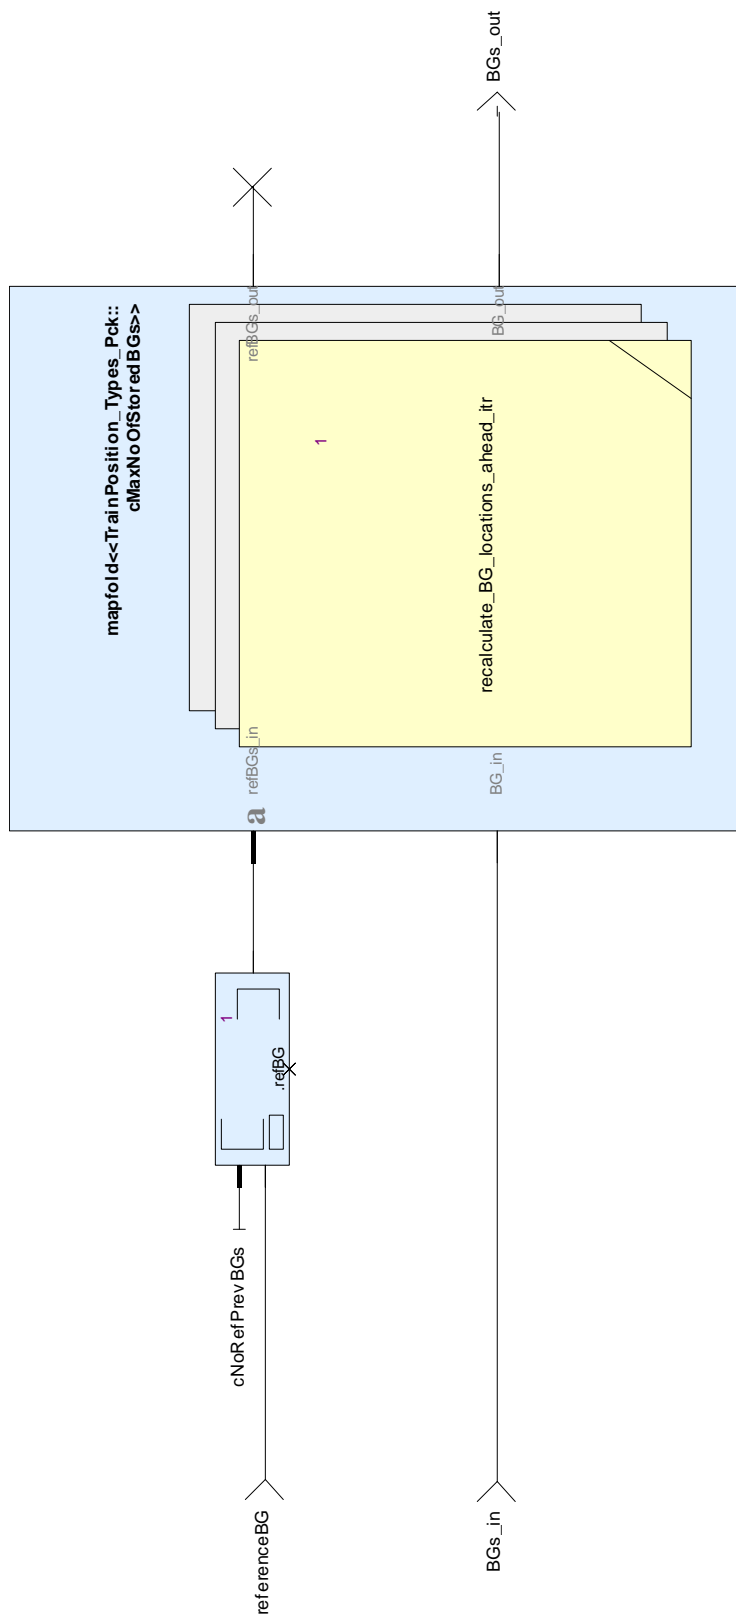 mapfold<<TrainPosition_Types_Pck::
cMaxNoOfStoredBGs>>
a
refBGs_in
refBGs_out
1
recalculate_BG_locations_ahead_itr
BG_in
BG_out
BGs_out
1
.refBG
cNoRefPrevBGs
referenceBG
BGs_in